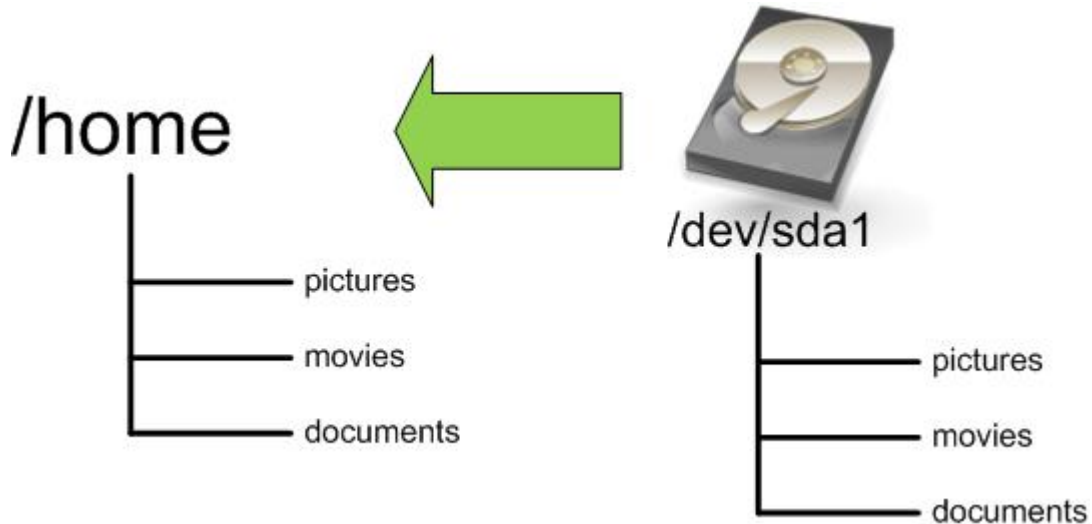 /home
pictures
movies
documents
/dev/sda1
pictures
movies
documents